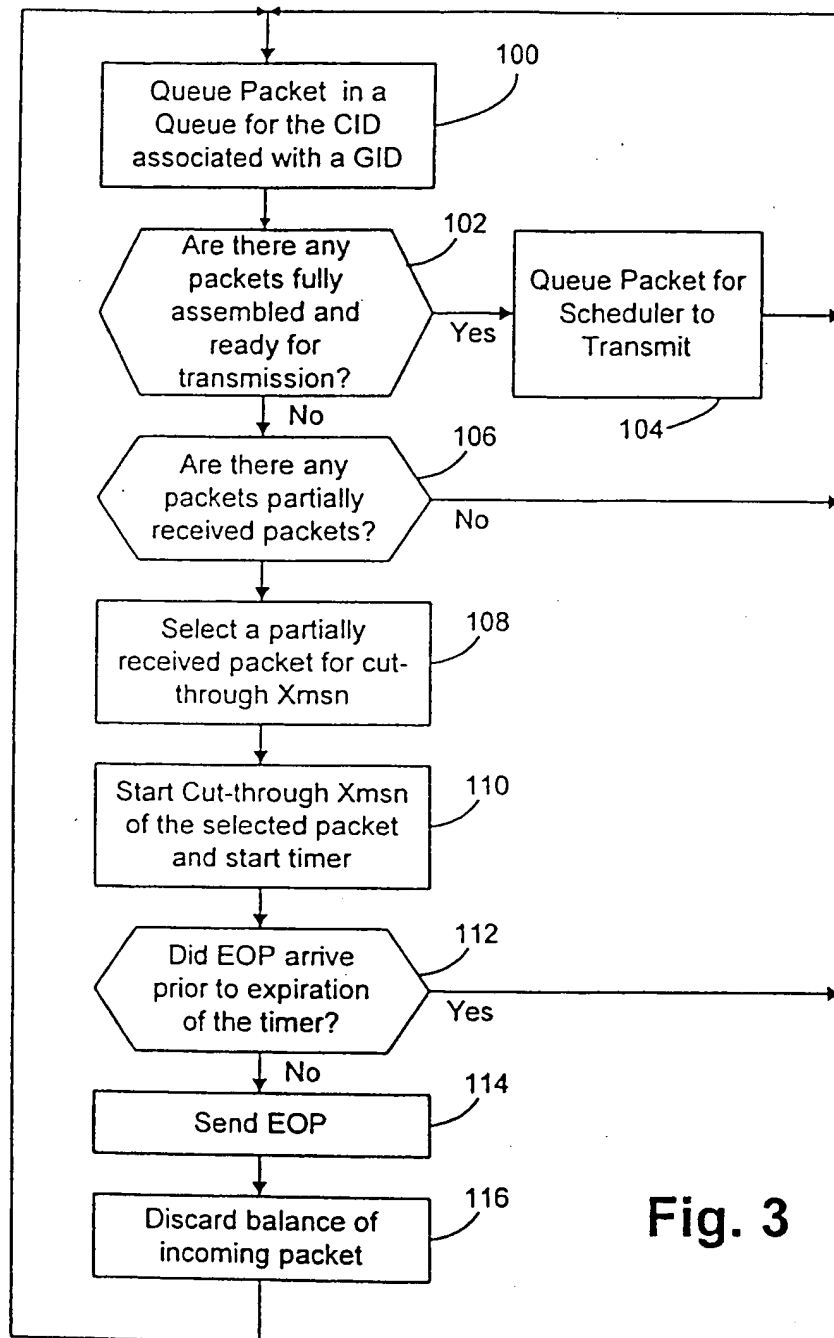 100
Queue Packet in a
Queue for the CID
associated with a GID
102
Are there any
packets fully
assembled and
ready for
transmission?
Yes
Queue Packet for
Scheduler to
Transmit
104
No
106
Are there any
packets partially
received packets?
No
108
Select a partially
received packet for cut-
through Xmsn
110
Start Cut-through Xmsn
of the selected packet
and start timer
112
Did EOP arrive
prior to expiration
of the timer?
Yes
No
114
Send EOP
116
Discard balance of
incoming packet
Fig. 3